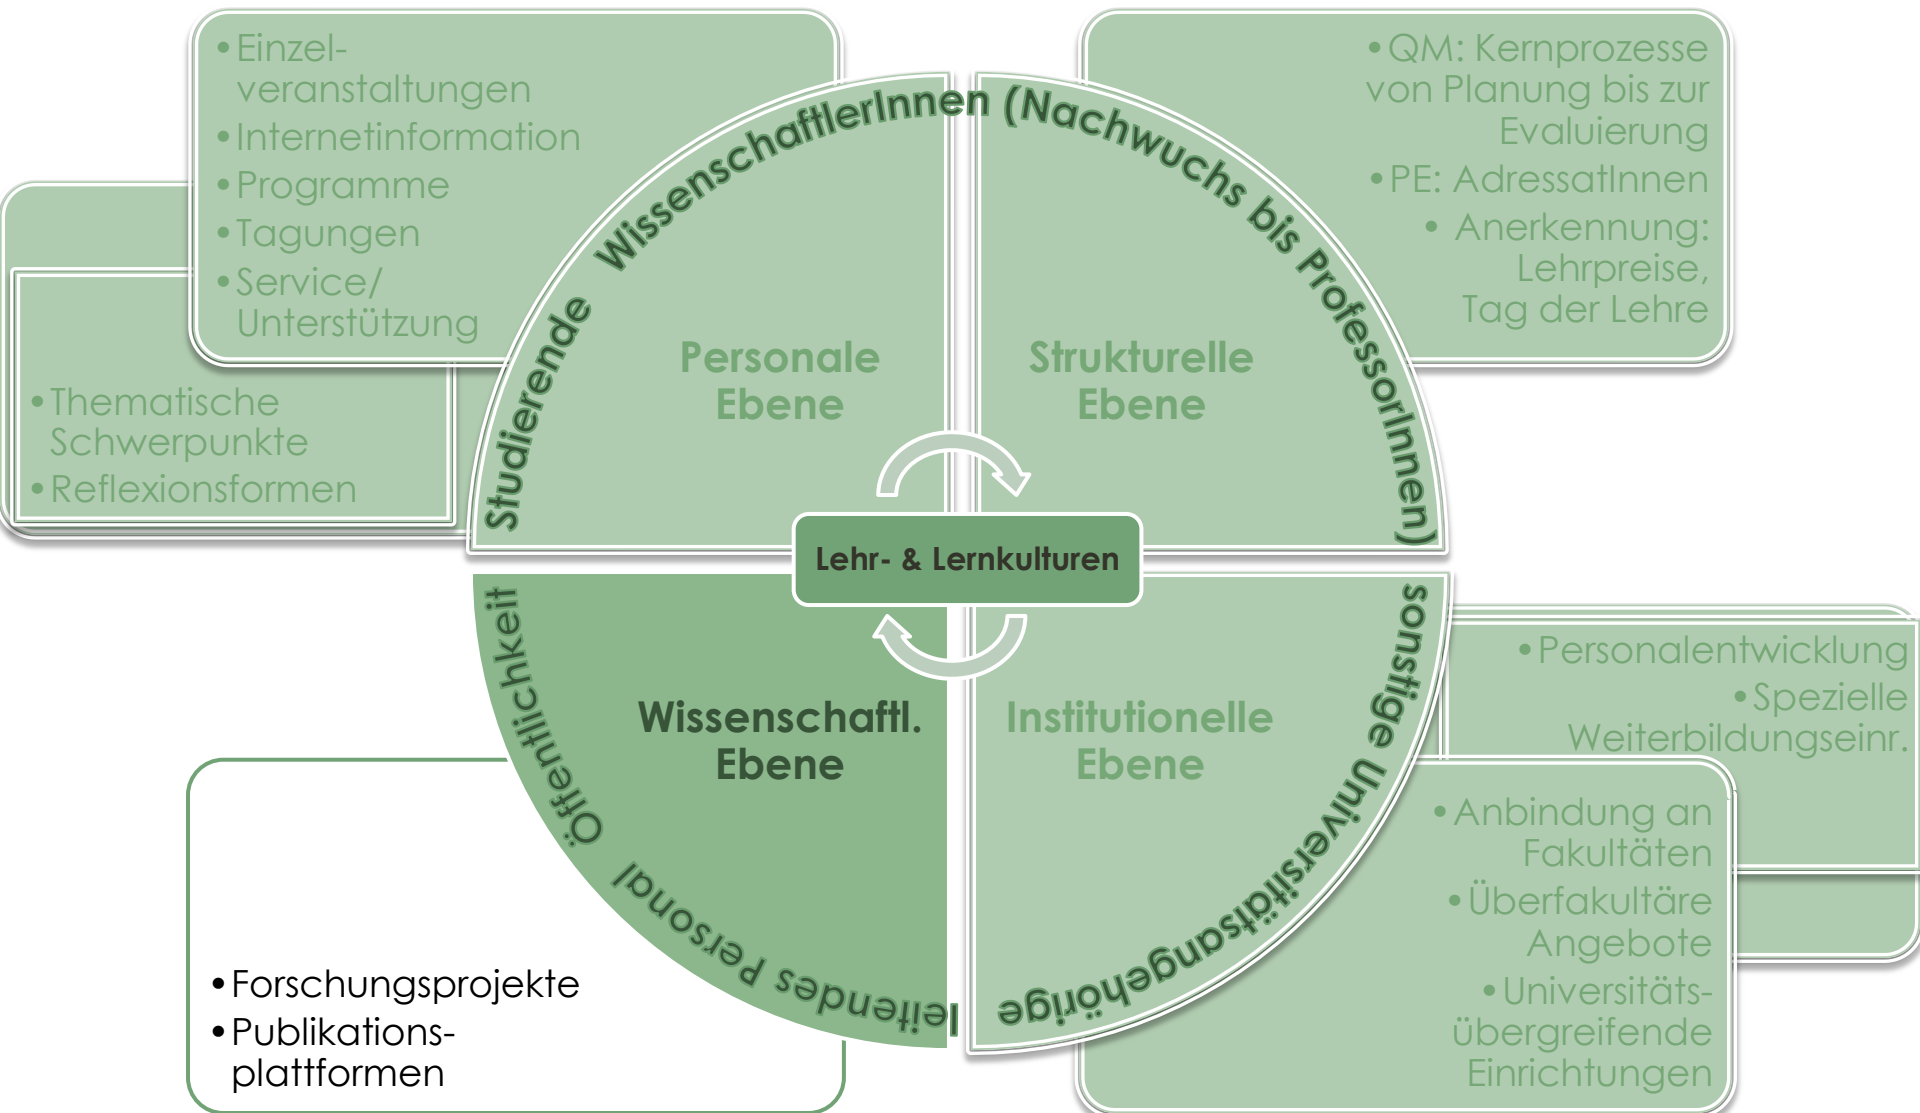 •Einzel-
veranstaltungen
•Internetinformation
•Programme
•Tagungen
•Service/
Unterstützung
•Thematische
Schwerpunkte
•Reflexionsformen
•QM: Kernprozesse
von Planung bis zur
Evaluierung
•PE: AdressatInnen
• Anerkennung:
Lehrpreise,
Tag der Lehre
Studierende WissenschaftlerInnen (Nachwuchs bis ProfessorInnen)
sonstige Universitätsangehörige
leitendes Personal Öffentlichkeit
Personale
Ebene
Strukturelle
Ebene
Lehr- & Lernkulturen
Wissenschaftl.
Ebene
Institutionelle
Ebene
•Personalentwicklung
•Spezielle
Weiterbildungseinr.
•Anbindung an
Fakultäten
•Überfakultäre
Angebote
•Universitäts-
übergreifende
Einrichtungen
•Forschungsprojekte
•Publikations-
plattformen